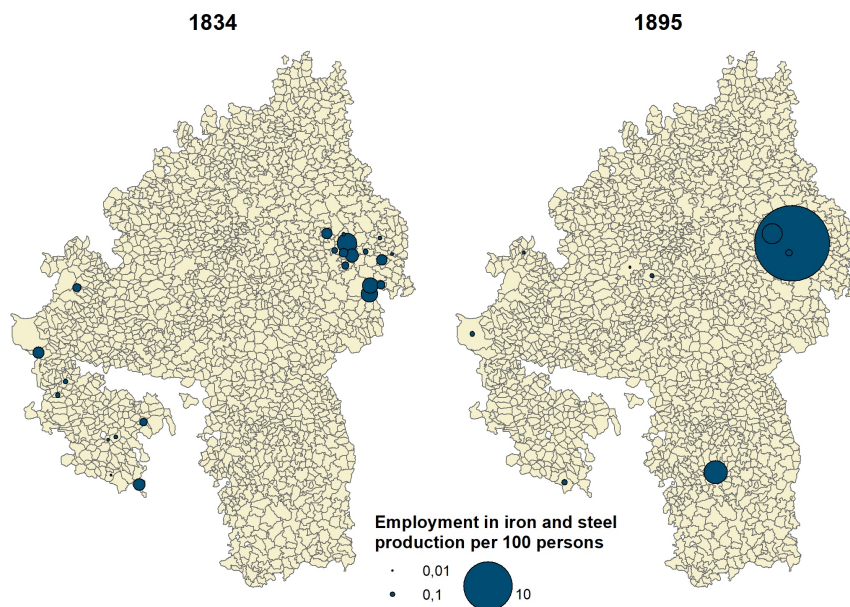 1834
1895
Employment in iron and steel
production per 100 persons
0,01
0,1
10